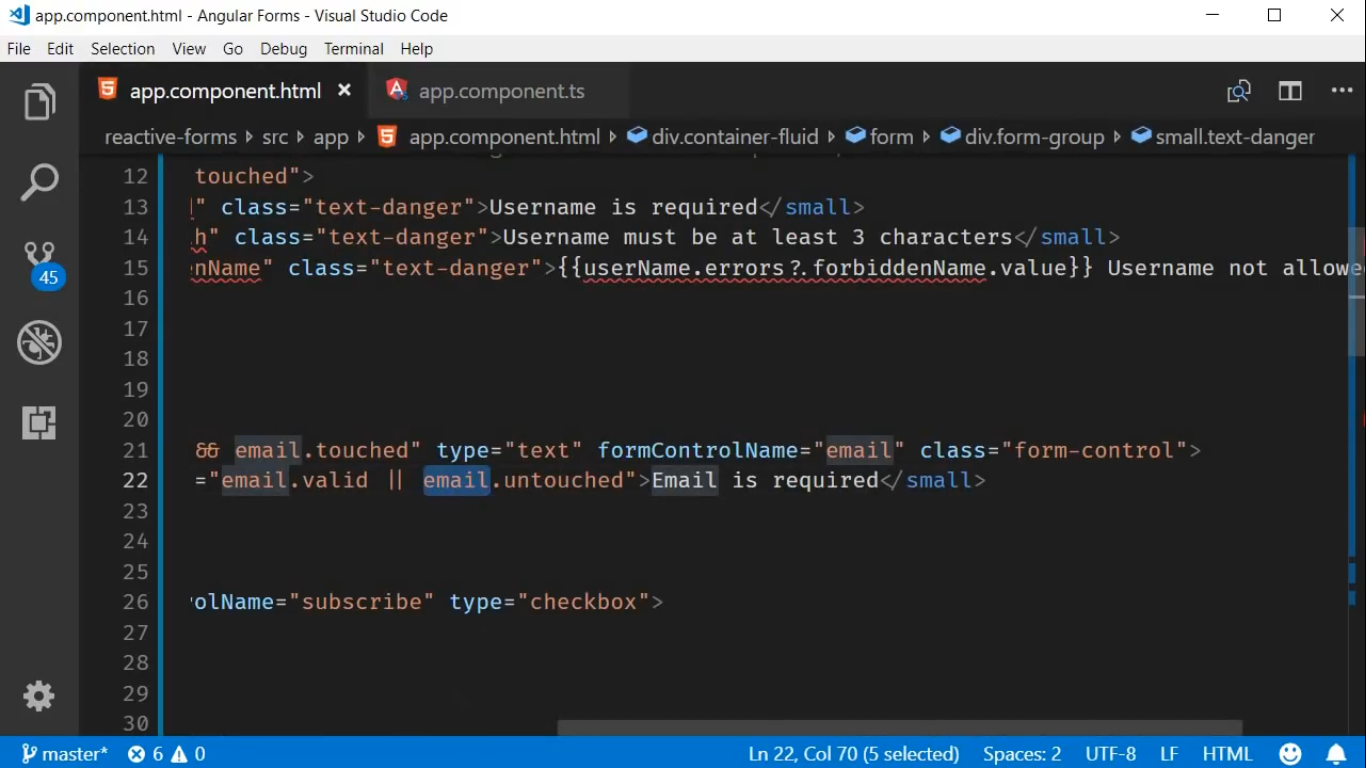 app.component.html - Angular Forms - Visual Studio Code
File Edit Selection View Go Debug Terminal Help
app.component.html app.component.ts
reactive-forms src app app.component.html div.container-fluid form div.form-group small.text-danger
12 touched">
13 " class="text-danger">Username is required</small>
14 h" class="text-danger">Username must be at least 3 characters</small>
15 enName" class="text-danger">{{userName.errors?.forbiddenName.value}} Username not allowe
16
17
18
19
20
21 && email.touched" type="text" formControlName="email" class="form-control">
22 ="email.valid || email.untouched">Email is required</small>
23
24
25
26 rolName="subscribe" type="checkbox">
27
28
29
30
45
master* 6 0 Ln 22, Col 70 (5 selected) Spaces: 2 UTF-8 LF HTML